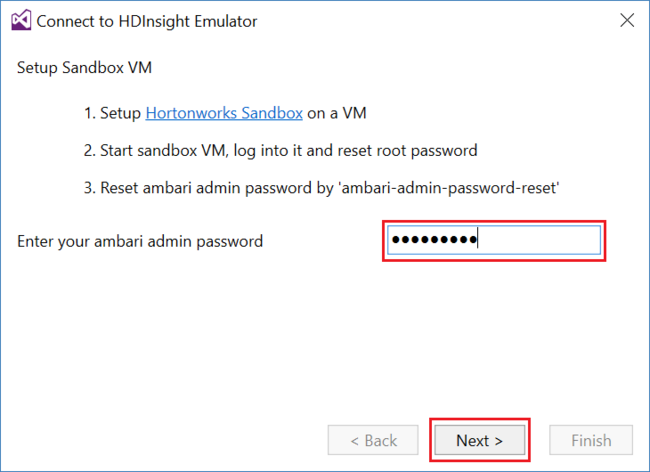 Connect to HDInsight Emulator
Setup Sandbox VM
1. Setup Hortonworks Sandbox on a VM
2. Start sandbox VM, log into it and reset root password
3. Reset ambari admin password by 'ambari-admin-password-reset'
Enter your ambari admin password
●●●●●●●●●
< Back Next > Finish